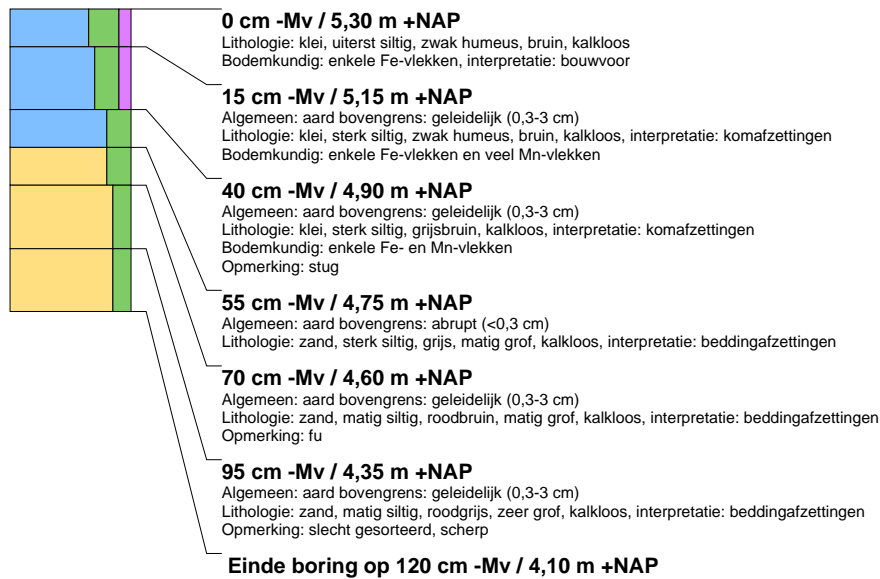 0 cm -Mv / 5,30 m +NAP
Lithologie: klei, uiterst siltig, zwak humeus, bruin, kalkloos
Bodemkundig: enkele Fe-vlekken, interpretatie: bouwvoor
15 cm -Mv / 5,15 m +NAP
Algemeen: aard bovengrens: geleidelijk (0,3-3 cm)
Lithologie: klei, sterk siltig, zwak humeus, bruin, kalkloos, interpretatie: komafzettingen
Bodemkundig: enkele Fe-vlekken en veel Mn-vlekken
40 cm -Mv / 4,90 m +NAP
Algemeen: aard bovengrens: geleidelijk (0,3-3 cm)
Lithologie: klei, sterk siltig, grijsbruin, kalkloos, interpretatie: komafzettingen
Bodemkundig: enkele Fe- en Mn-vlekken
Opmerking: stug
55 cm -Mv / 4,75 m +NAP
Algemeen: aard bovengrens: abrupt (<0,3 cm)
Lithologie: zand, sterk siltig, grijs, matig grof, kalkloos, interpretatie: beddingafzettingen
70 cm -Mv / 4,60 m +NAP
Algemeen: aard bovengrens: geleidelijk (0,3-3 cm)
Lithologie: zand, matig siltig, roodbruin, matig grof, kalkloos, interpretatie: beddingafzettingen
Opmerking: fu
95 cm -Mv / 4,35 m +NAP
Algemeen: aard bovengrens: geleidelijk (0,3-3 cm)
Lithologie: zand, matig siltig, roodgrijs, zeer grof, kalkloos, interpretatie: beddingafzettingen
Opmerking: slecht gesorteerd, scherp
Einde boring op 120 cm -Mv / 4,10 m +NAP